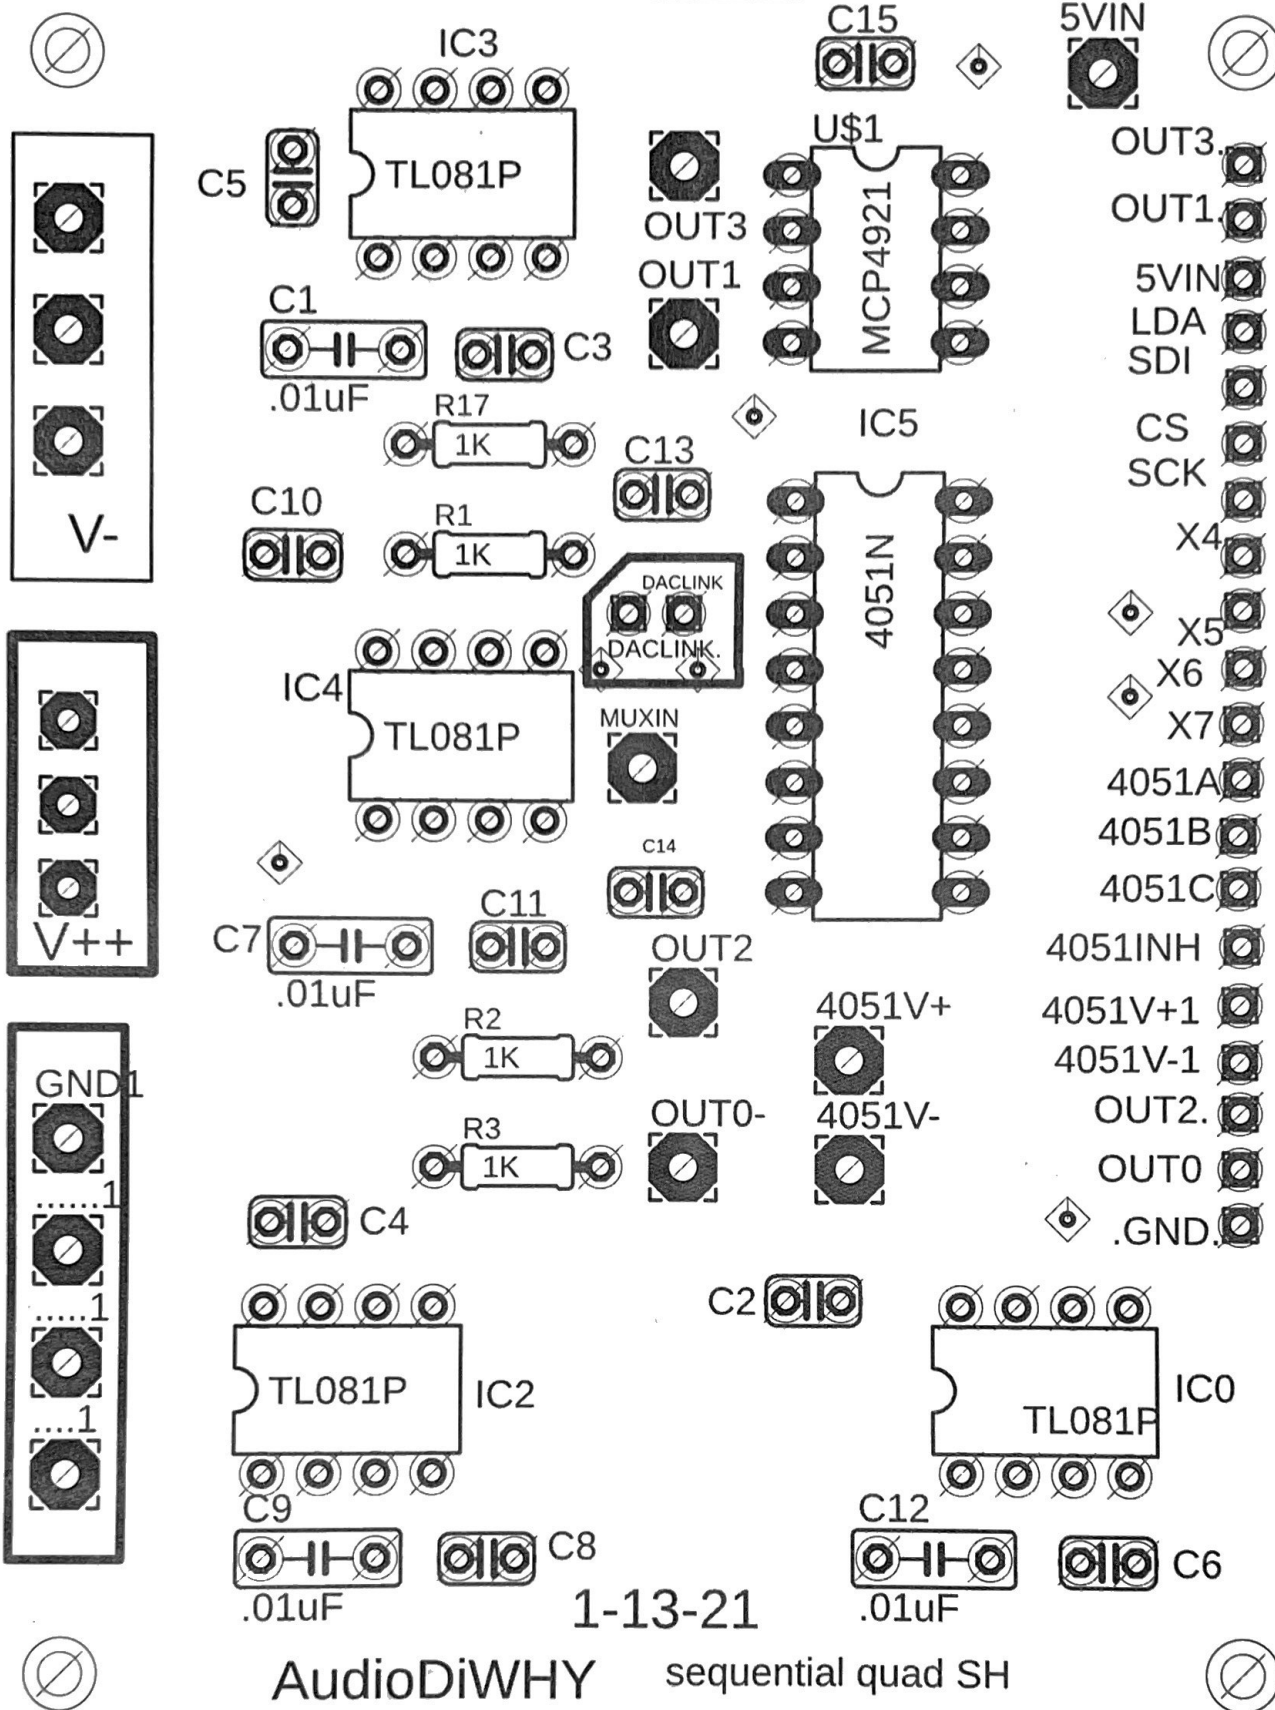 C15
5VIN
IC3
U$1
OUT3.
TL081P
C5
MCP4921
OUT1.
OUT3
OUT1
5VIN
C1
LDA
C3
SDI
.01uF
R17
IC5
1K
CS
C13
SCK
C10
R1
V-
1K
X4
DACLINK
4051N
DACLINK.
X5
IC4
X6
MUXIN
X7
TL081P
4051A
4051B
C14
4051C
C11
V++
C7
OUT2
4051INH
.01uF
4051V+
4051V+1
R2
1K
4051V-1
GND1
OUT0-
4051V-
OUT2.
R3
1K
OUT0
......1
C4
.GND.
.....1
C2
TL081P
IC2
IC0
....1
TL081P
C9
C12
C8
C6
.01uF
1-13-21
.01uF
AudioDiWHY
sequential quad SH